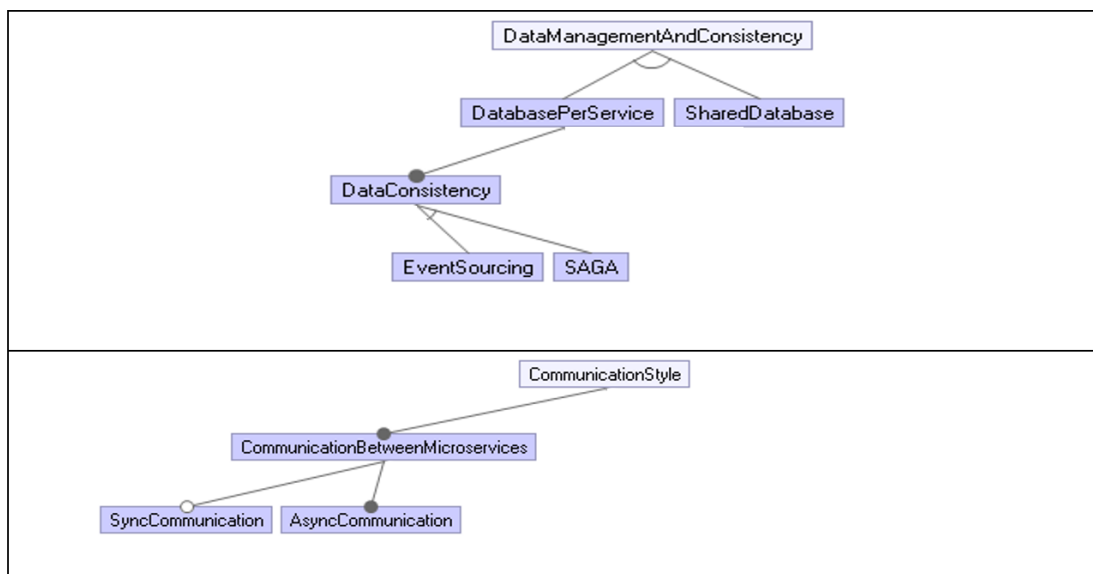 DataManagementAndConsistency
DatabasePerService
SharedDatabase
DataConsistency
EventSourcing
SAGA
CommunicationStyle
CommunicationBetweenMicroservices
SyncCommunication
AsyncCommunication